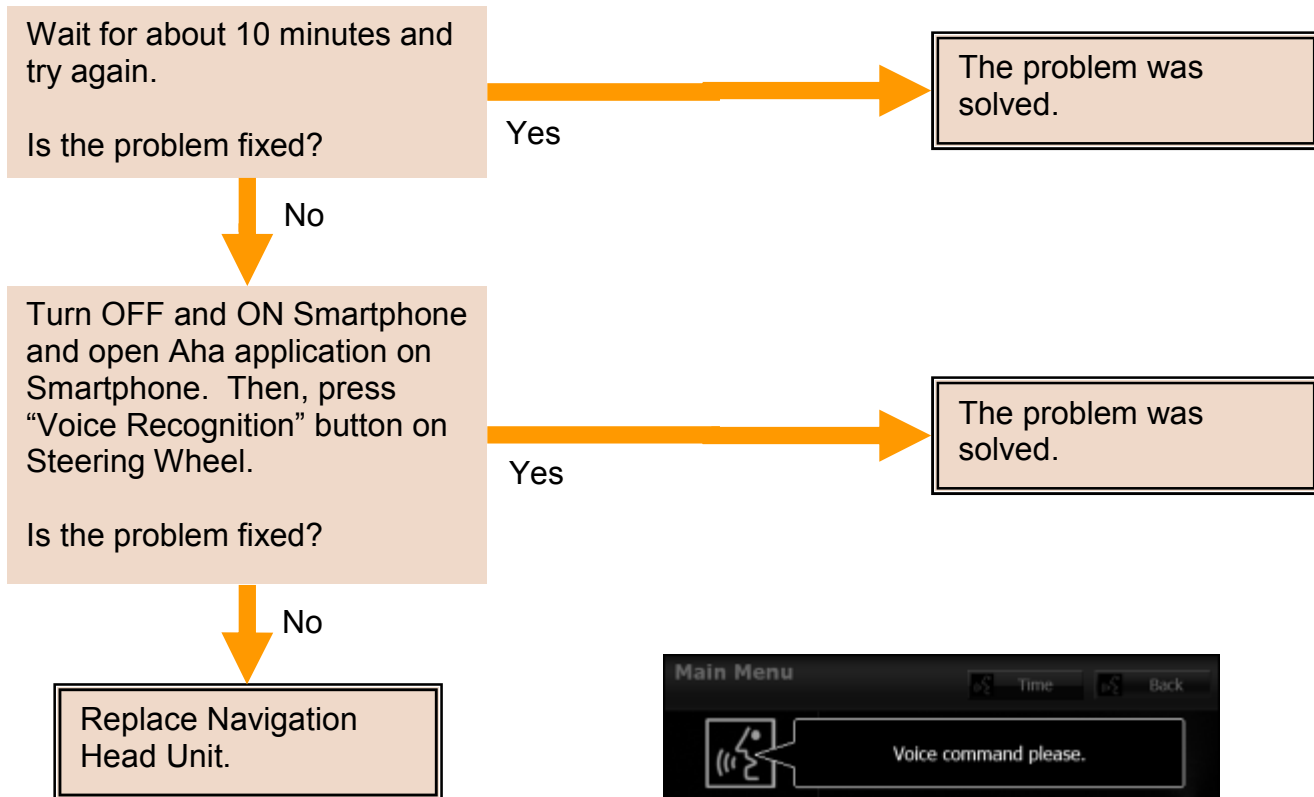 Wait for about 10 minutes and
try again.
Is the problem fixed?
Yes
The problem was
solved.
No
Turn OFF and ON Smartphone
and open Aha application on
Smartphone.  Then, press
“Voice Recognition” button on
Steering Wheel.
Is the problem fixed?
Yes
The problem was
solved.
No
Replace Navigation
Head Unit.
Main Menu
Time
Back
Voice command please.